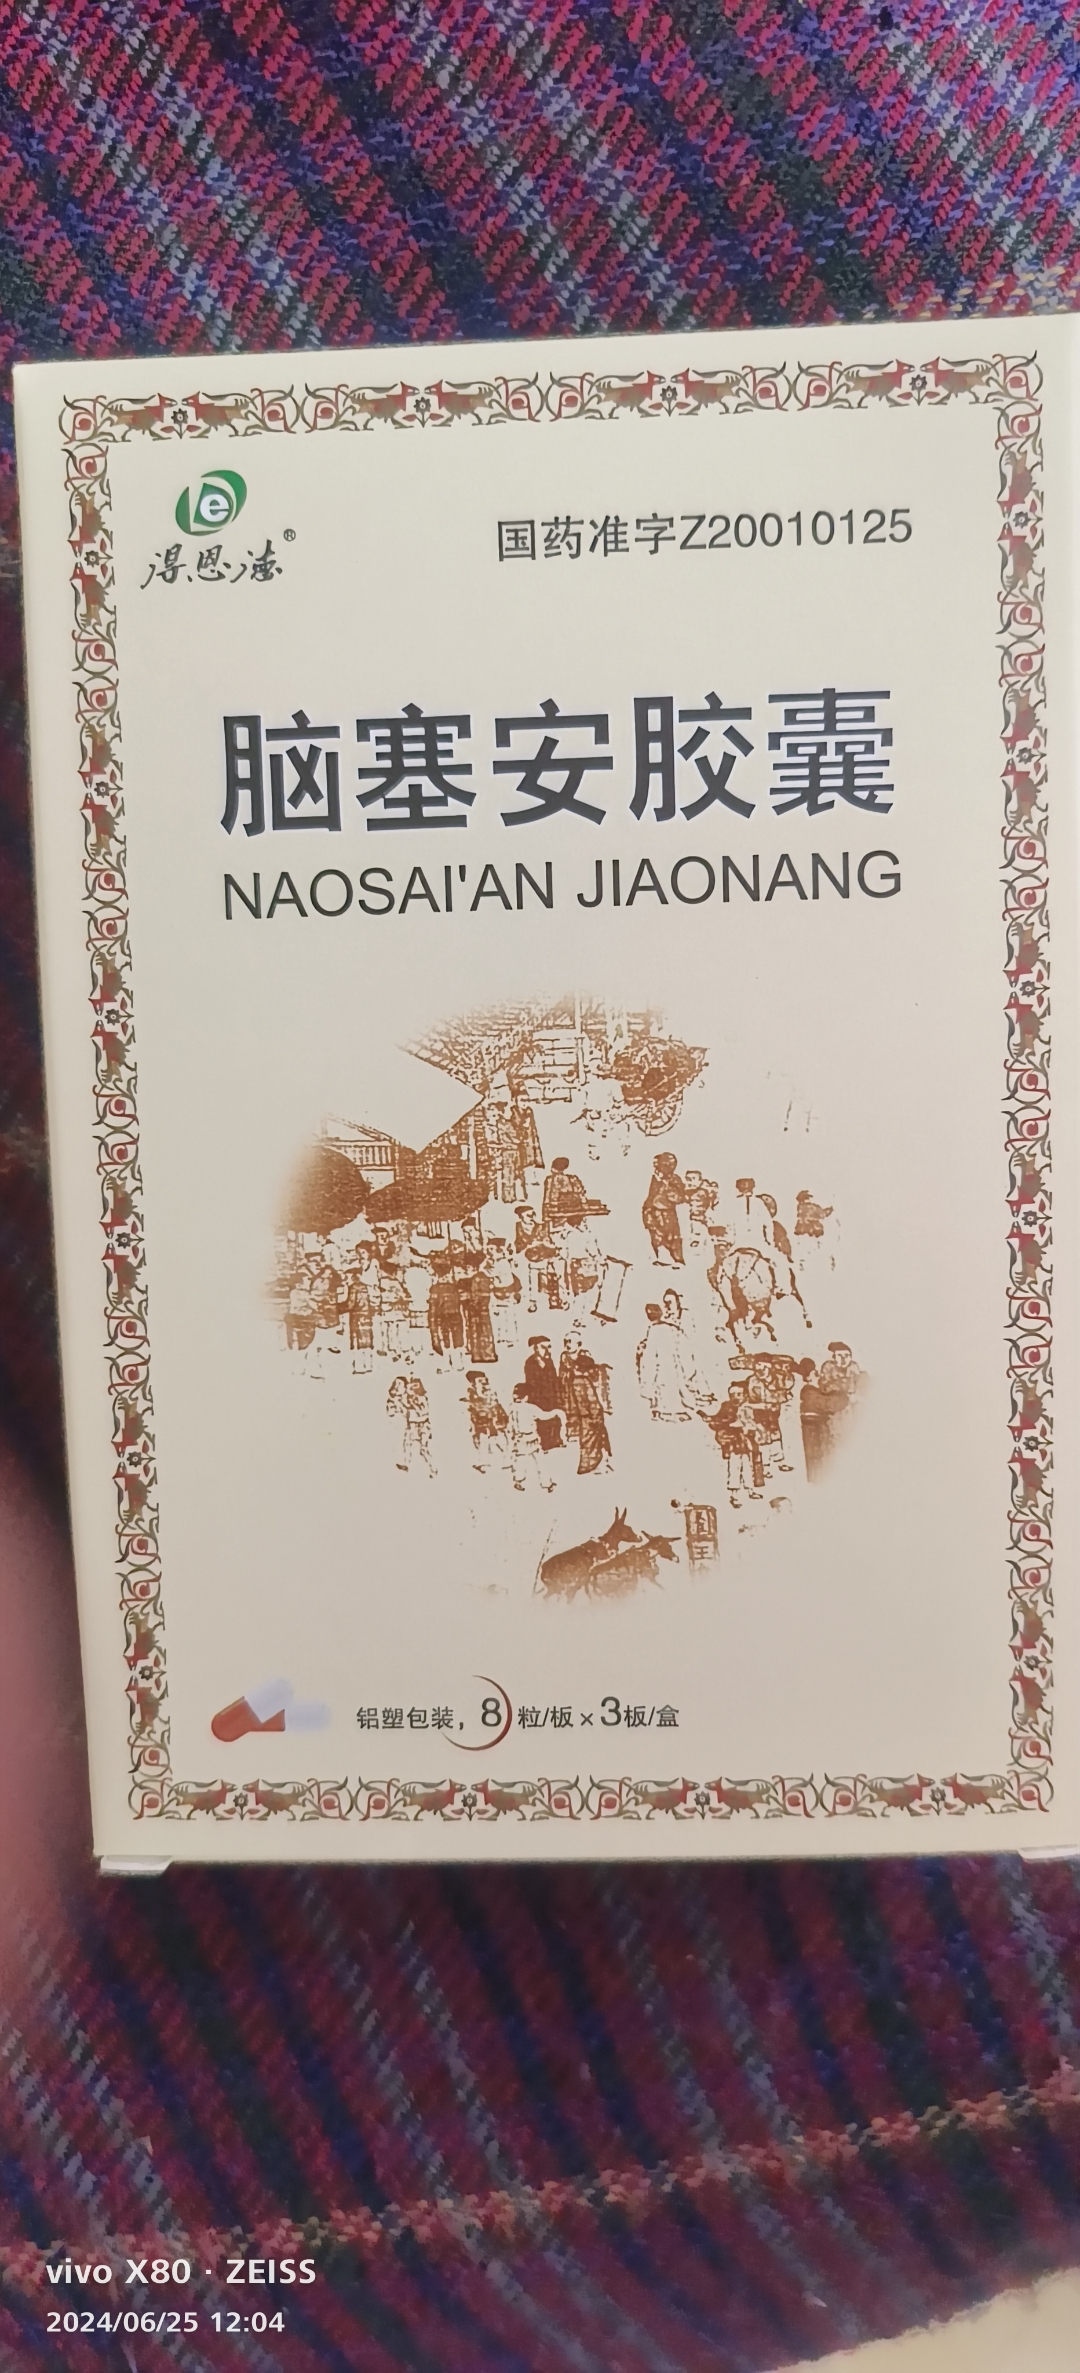 e
得恩德®
国药准字Z20010125
脑塞安胶囊
NAOSAI'AN JIAONANG
铝塑包装，8粒/板×3板/盒
vivo X80 · ZEISS
2024/06/25 12:04